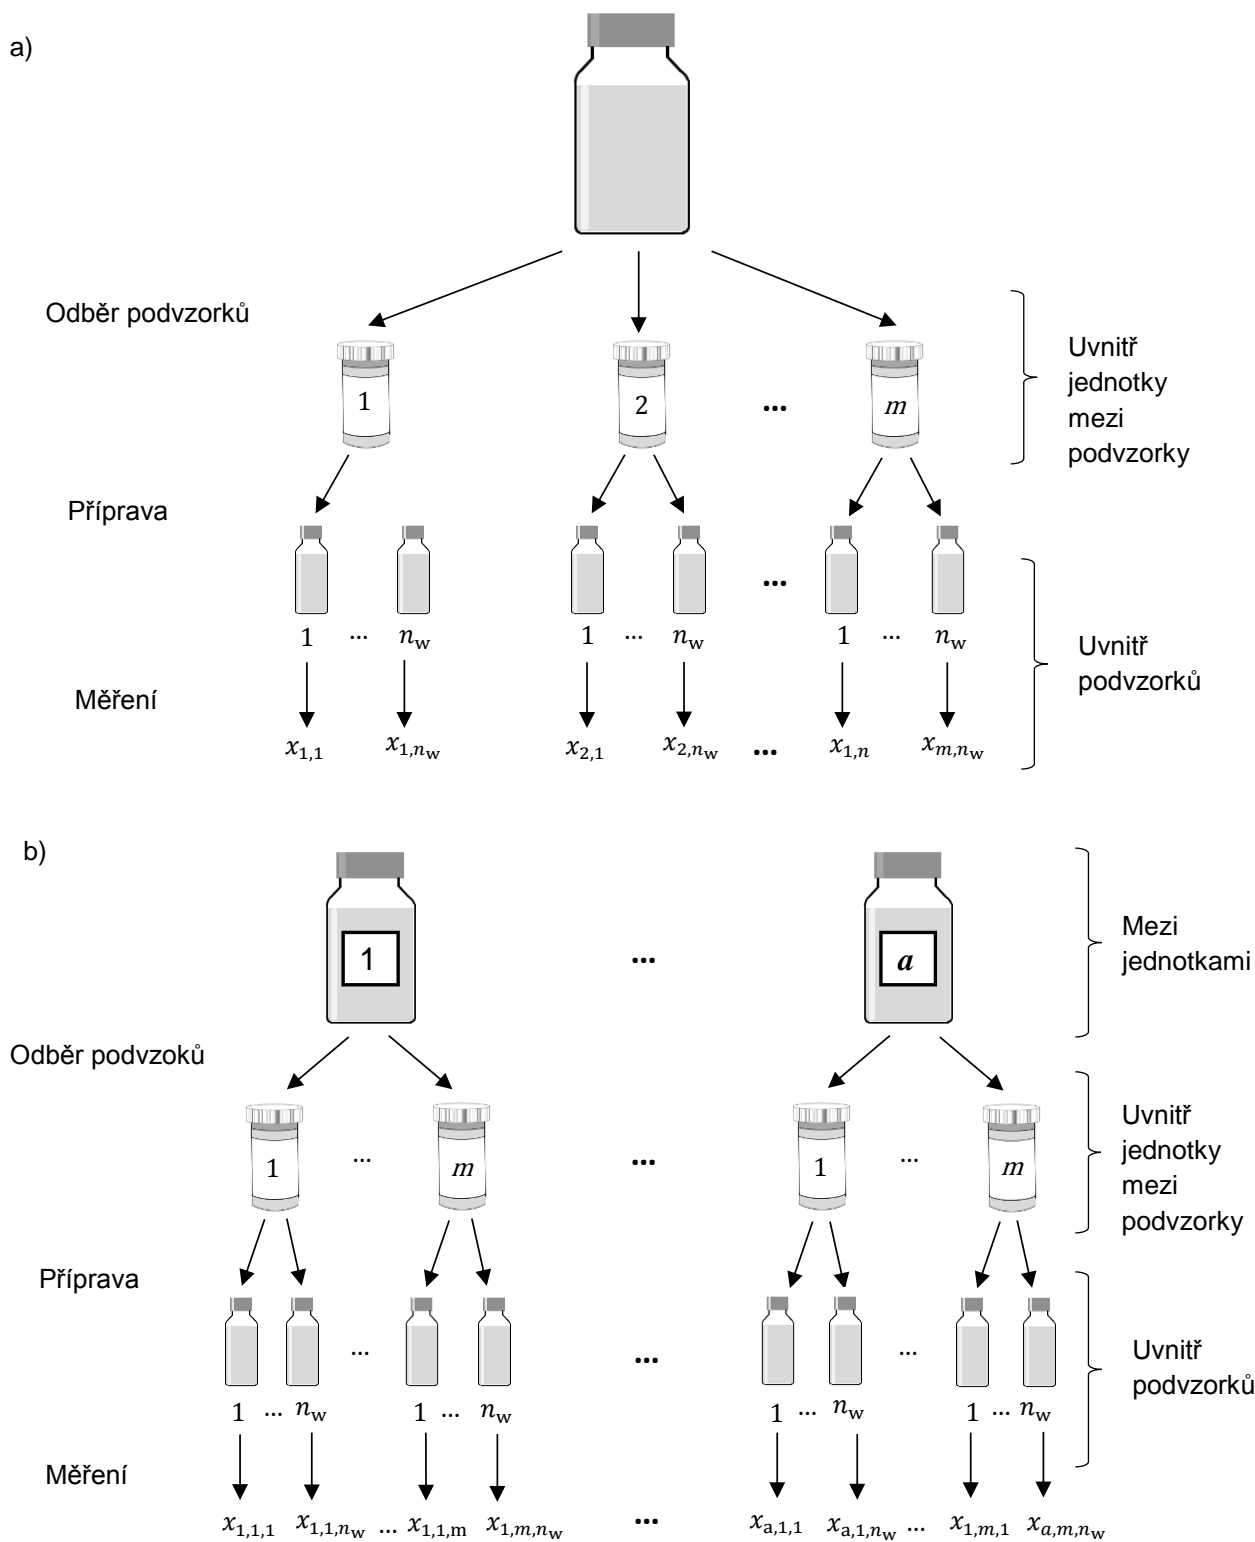 a)
Odběr podvzorků
1 2 ... m
Uvnitř
jednotky
mezi
podvzorky
Příprava
...
1 ... n_w 1 ... n_w 1 ... n_w
Uvnitř
podvzorků
Měření
x_{1,1} x_{1,n_w} x_{2,1} x_{2,n_w} ... x_{1,n} x_{m,n_w}
b)
1 ... a
Mezi
jednotkami
Odběr podvzoků
1 ... m ... 1 ... m
Uvnitř
jednotky
mezi
podvzorky
Příprava
... ... ...
Uvnitř
podvzorků
1 ... n_w 1 ... n_w 1 ... n_w 1 ... n_w
Měření
x_{1,1,1} x_{1,1,n_w} ... x_{1,1,m} x_{1,m,n_w} ... x_{a,1,1} x_{a,1,n_w} ... x_{1,m,1} x_{a,m,n_w}